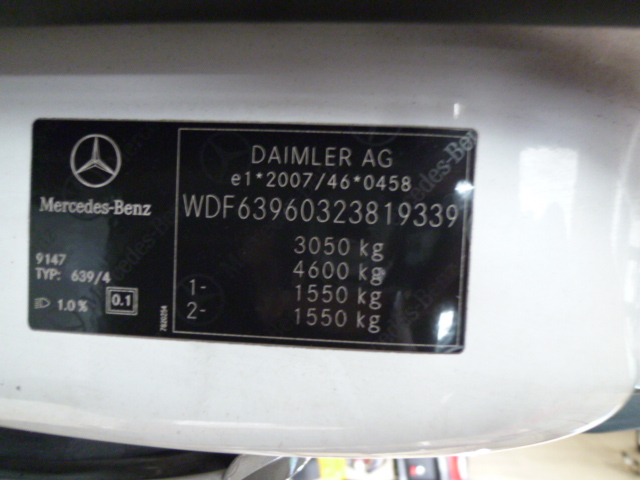 Mercedes-Benz
9147
TYP: 639/4
1.0%
0.1
7820254
DAIMLER AG
e1*2007/46*0458
WDF63960323819339
3050 kg
4600 kg
1- 1550 kg
2- 1550 kg